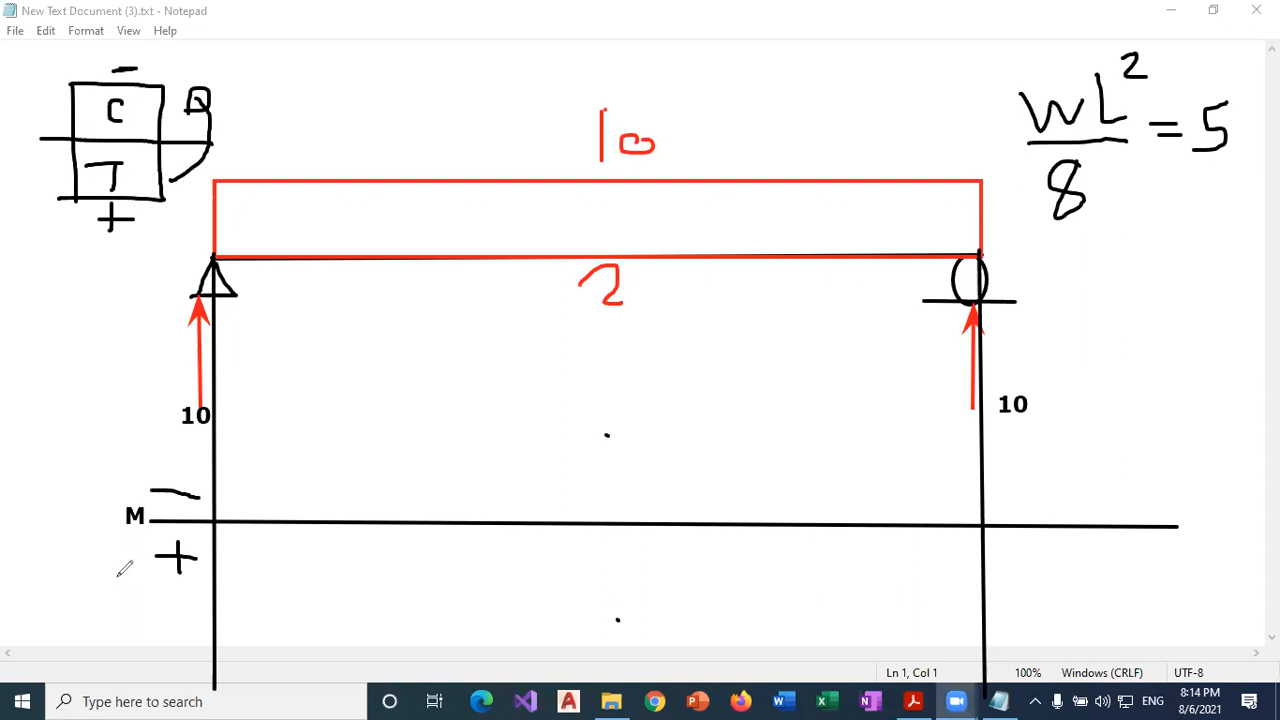 New Text Document (3).txt - Notepad
File Edit Format View Help
-
C
T
+
10
wL²
8
= 5
2
10
10
-
M
+
Ln 1, Col 1
100%
Windows (CRLF)
UTF-8
Type here to search
ENG
8:14 PM
8/6/2021